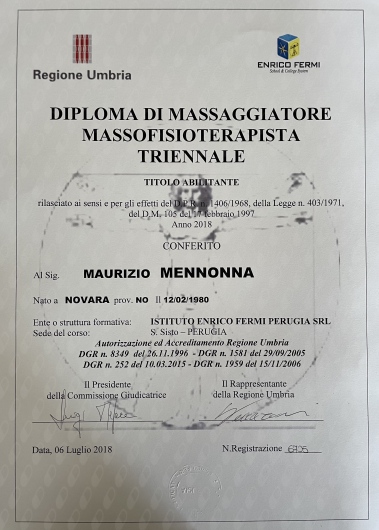 Regione Umbria
ENRICO FERMI
DIPLOMA DI MASSAGGIATORE
MASSOFISIOTERAPISTA
TRIENNALE
TITOLO ABILITANTE
rilasciato ai sensi e per gli effetti del D.P.R. n. 1406/1968, della Legge n. 403/1971,
del D.M. 105 del 17 febbraio 1997
Anno 2018
CONFERITO
Al Sig. MAURIZIO MENNONNA
Nato a NOVARA prov. NO Il 12/02/1980
Ente o struttura formativa: ISTITUTO ENRICO FERMI PERUGIA SRL
Sede del corso: S. Sisto – PERUGIA
Autorizzazione ed Accreditamento Regione Umbria
DGR n. 8349 del 26.11.1996 - DGR n. 1581 del 29/09/2005
DGR n. 252 del 10.03.2015 - DGR n. 1959 del 15/11/2006
Il Presidente Il Rappresentante
della Commissione Giudicatrice della Regione Umbria
Data, 06 Luglio 2018 N.Registrazione